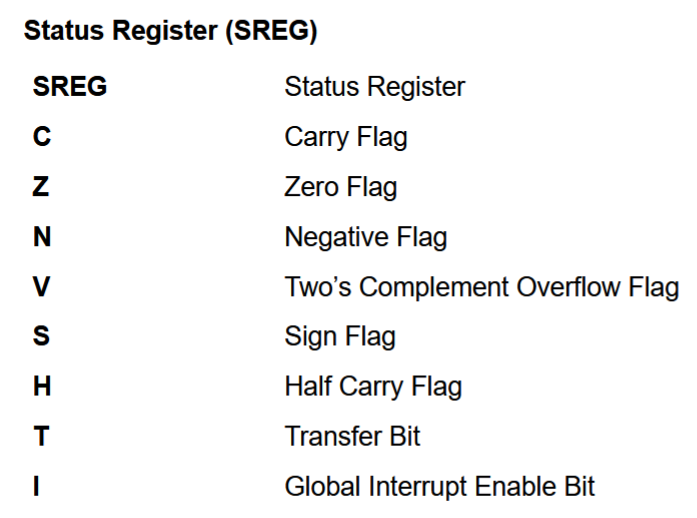 Status Register (SREG)
SREG Status Register
C Carry Flag
Z Zero Flag
N Negative Flag
V Two's Complement Overflow Flag
S Sign Flag
H Half Carry Flag
T Transfer Bit
I Global Interrupt Enable Bit